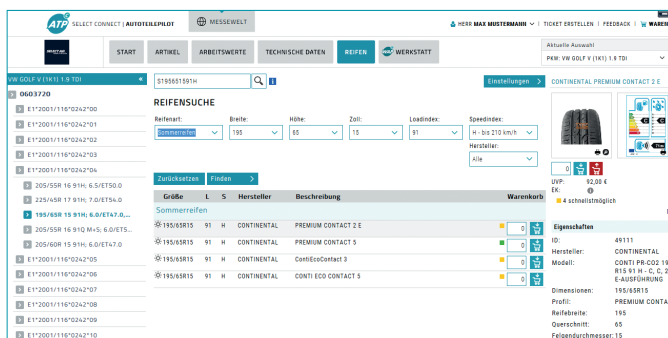 ATP SELECT CONNECT | AUTOTEILEPILOT
MESSEWELT
HERR MAX MUSTERMANN | TICKET ERSTELLEN | FEEDBACK | WAREN
START
ARTIKEL
ARBEITSWERTE
TECHNISCHE DATEN
REIFEN
WERKSTATT
Aktuelle Auswahl
PKW: VW GOLF V (1K1) 1.9 TDI
VW GOLF V (1K1) 1.9 TDI «
0603720
E1*2001/116*0242*00
E1*2001/116*0242*01
E1*2001/116*0242*02
E1*2001/116*0242*03
E1*2001/116*0242*04
205/55R 16 91H; 6.5/ET50.0
225/45R 17 91H; 7.0/ET54.0
195/65R 15 91H; 6.0/ET47.0,...
205/55R 16 91Q M+S; 6.0/ET5...
205/60R 15 91H; 6.0/ET47.0
E1*2001/116*0242*05
E1*2001/116*0242*06
E1*2001/116*0242*07
E1*2001/116*0242*08
E1*2001/116*0242*09
E1*2001/116*0242*10
S195651591H
Einstellungen
REIFENSUCHE
Reifenart: Breite: Höhe: Zoll: Loadindex: Speedindex:
Sommerreifen 195 65 15 91 H - bis 210 km/h
Hersteller:
Alle
Zurücksetzen Finden
Größe L S Hersteller Beschreibung Warenkorb
Sommerreifen
195/65R15 91 H CONTINENTAL PREMIUM CONTACT 2 E 0
195/65R15 91 H CONTINENTAL PREMIUM CONTACT 5 0
195/65R15 91 H CONTINENTAL ContiEcoContact 3 0
195/65R15 91 H CONTINENTAL CONTI ECO CONTACT 5 0
CONTINENTAL PREMIUM CONTACT 2 E
C
C
0
UVP: 92,00 €
EK:
4 schnellstmöglich
Eigenschaften
ID: 49111
Hersteller: CONTINENTAL
Modell: CONTI PR-CO2 19
R15 91 H - C, C, 2
E-AUSFÜHRUNG
Dimensionen: 195/65R15
Profil: PREMIUM CONTA
Reifebreite: 195
Querschnitt: 65
Felgendurchmesser: 15